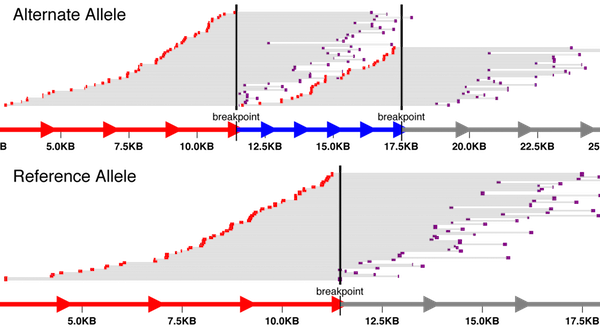 Alternate Allele
breakpoint breakpoint
B 5.0KB 7.5KB 10.0KB 12.5KB 15.0KB 17.5KB 20.0KB 22.5KB 25
Reference Allele
breakpoint
5.0KB 7.5KB 10.0KB 12.5KB 15.0KB 17.5KB